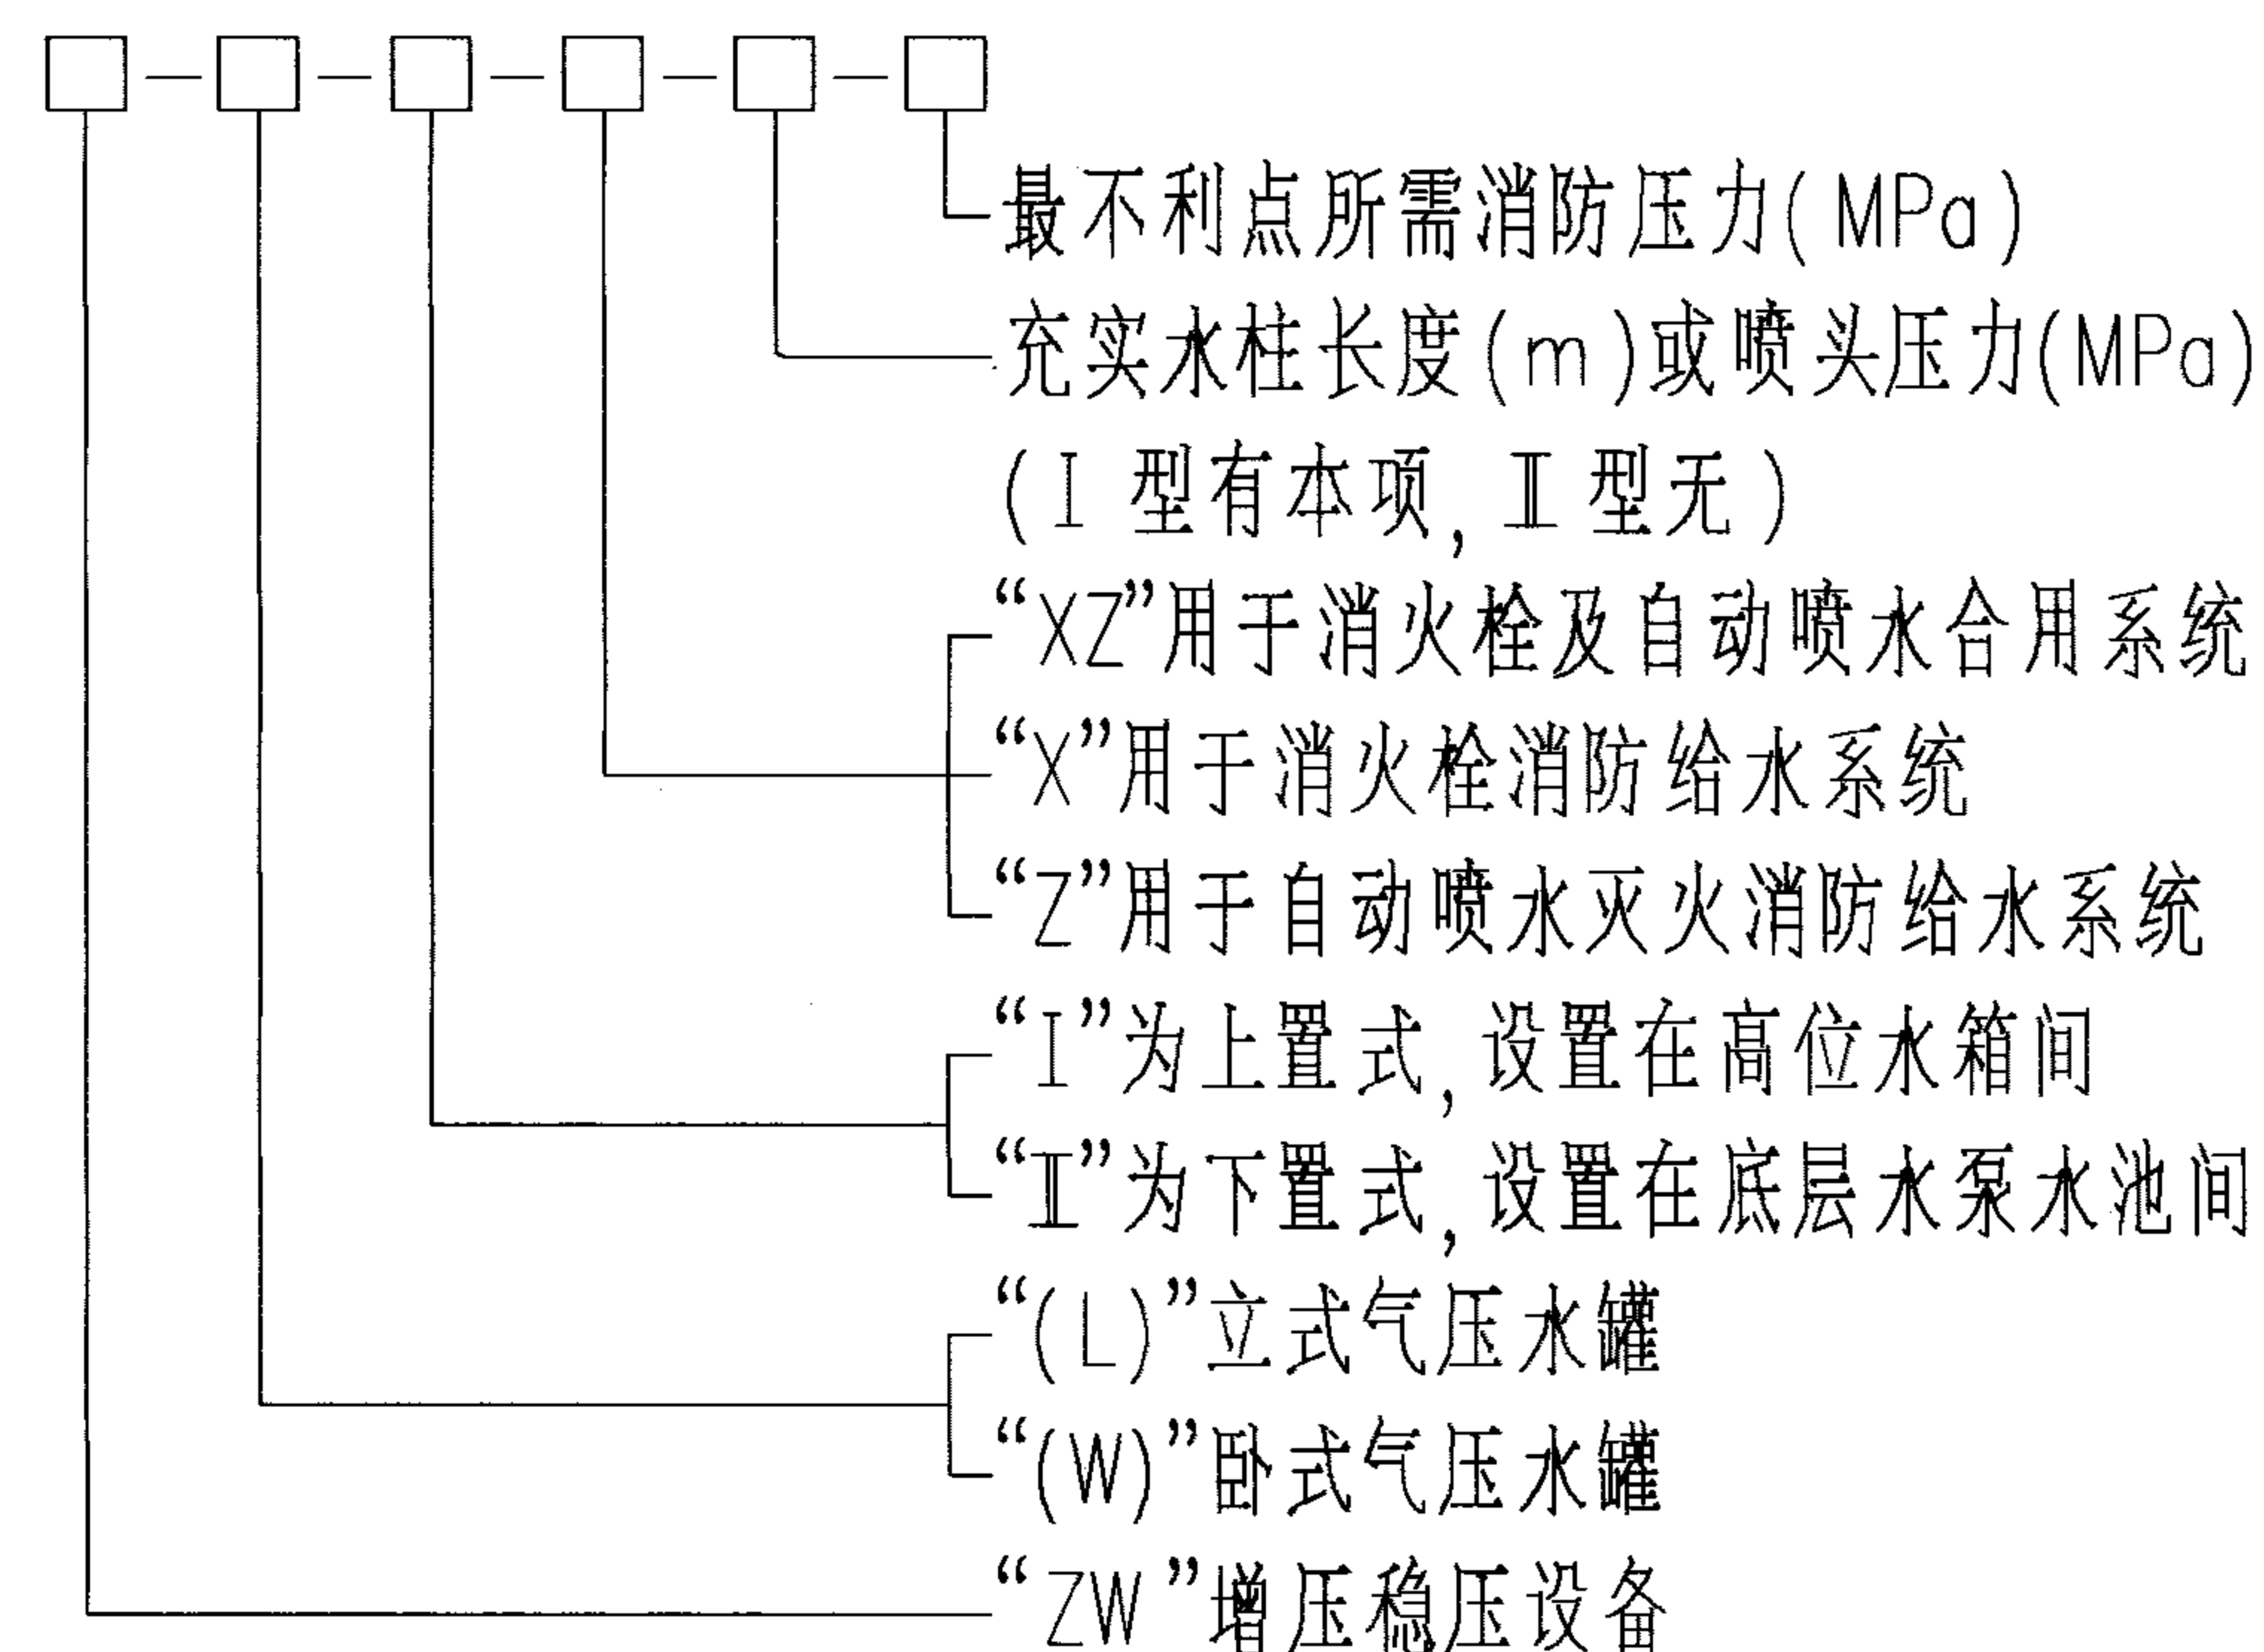 最不利点所需消防压力(MPa)
充实水柱长度(m)或喷头压力(MPa)
(Ⅰ型有本项,Ⅱ型无)
“XZ”用于消火栓及自动喷水合用系统
“X”用于消火栓消防给水系统
“Z”用于自动喷水灭火消防给水系统
“Ⅰ”为上置式,设置在高位水箱间
“Ⅱ”为下置式,设置在底层水泵水池间
“(L)”立式气压水罐
“(W)”卧式气压水罐
“ZW”增压稳压设备